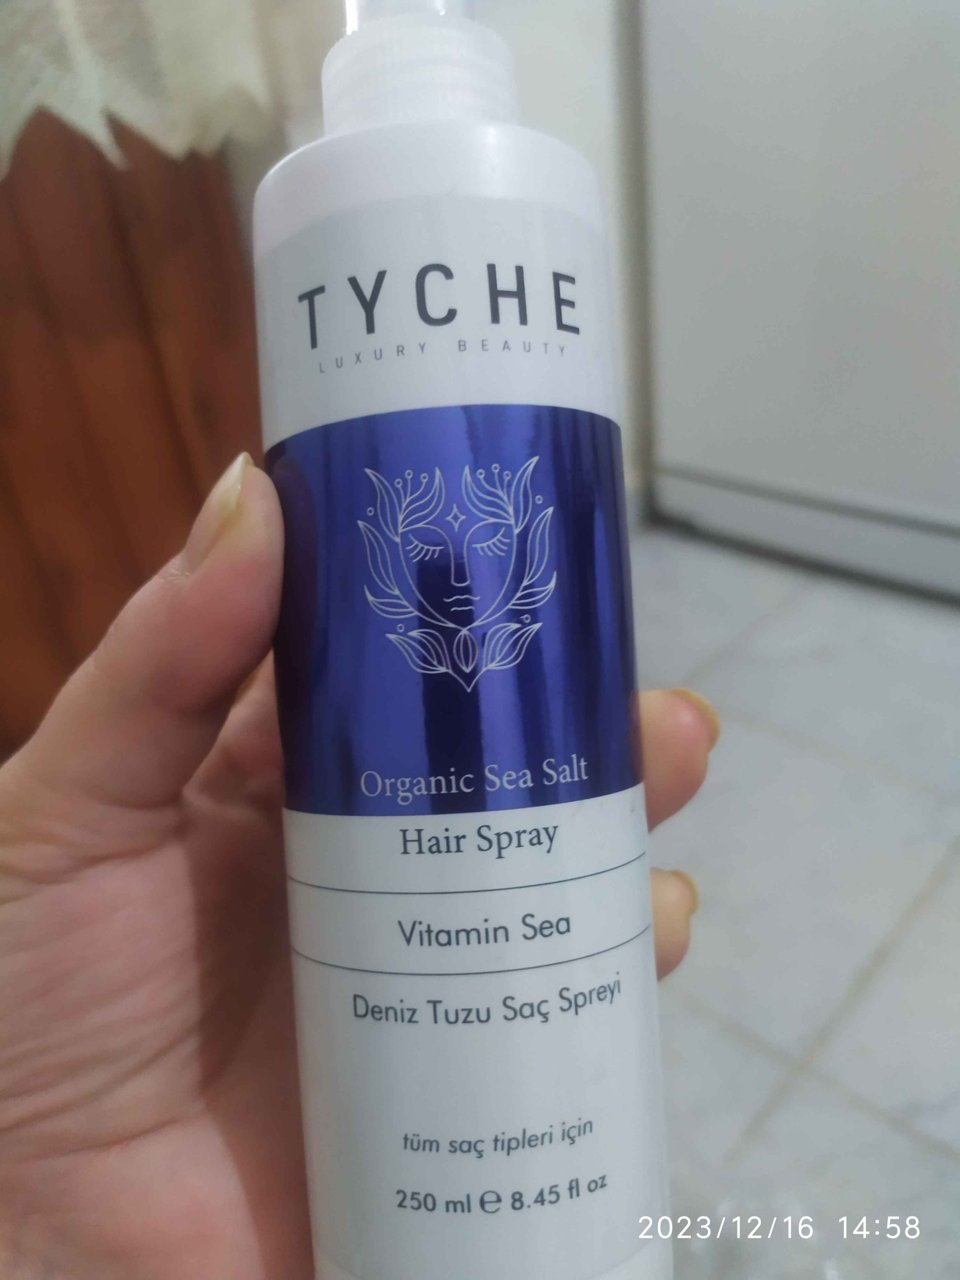 TYCHE
LUXURY BEAUTY
Organic Sea Salt
Hair Spray
Vitamin Sea
Deniz Tuzu Saç Spreyi
tüm saç tipleri için
250 ml ℮ 8.45 fl oz
2023/12/16 14:58